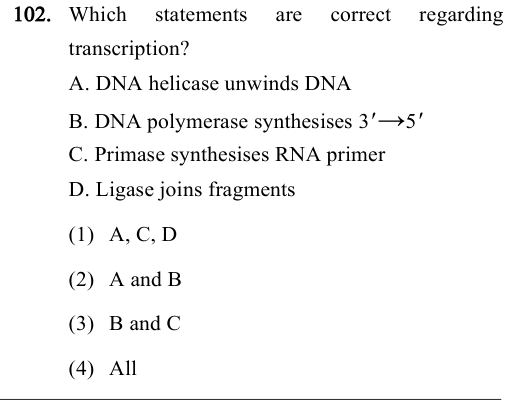 102. Which statements are correct regarding
transcription?
A. DNA helicase unwinds DNA
B. DNA polymerase synthesises 3′→5′
C. Primase synthesises RNA primer
D. Ligase joins fragments
(1) A, C, D
(2) A and B
(3) B and C
(4) All